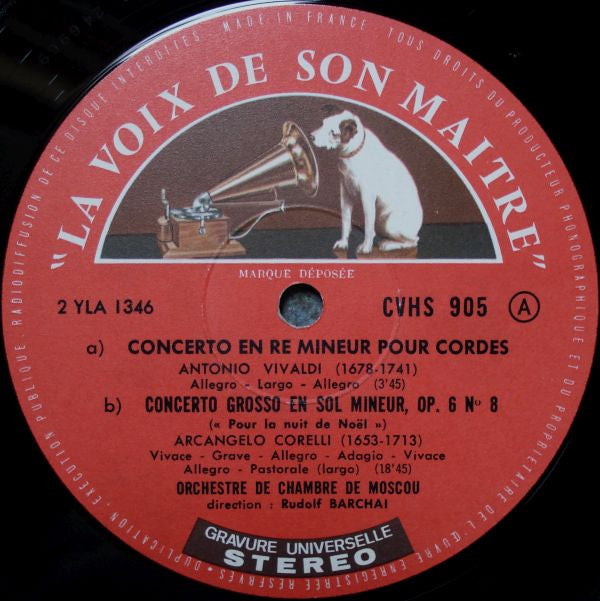 MADE IN FRANCE · TOUS DROITS DU PRODUCTEUR PHONOGRAPHIQUE ET DU PROPRIETAIRE DE L'ŒUVRE ENREGISTRÉE RÉSERVÉS · DUPLICATION · EXÉCUTION PUBLIQUE · RADIODIFFUSION DE CE DISQUE INTERDITES
"LA VOIX DE SON MAITRE"
MARQUE DÉPOSÉE
2 YLA 1346
CVHS 905 A
a) CONCERTO EN RE MINEUR POUR CORDES
ANTONIO VIVALDI (1678-1741)
Allegro - Largo - Allegro (3'45)
b) CONCERTO GROSSO EN SOL MINEUR, OP. 6 Nº 8
(« Pour la nuit de Noël »)
ARCANGELO CORELLI (1653-1713)
Vivace - Grave - Allegro - Adagio - Vivace
Allegro - Pastorale (largo) (18'45)
ORCHESTRE DE CHAMBRE DE MOSCOU
direction : Rudolf BARCHAI
GRAVURE UNIVERSELLE
STEREO